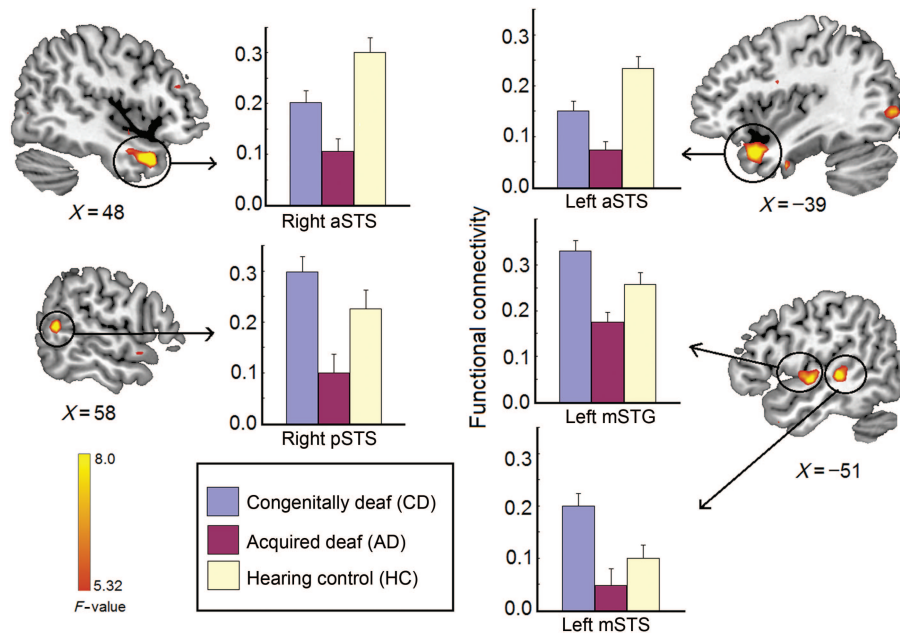 0.3
0.2
0.1
0.0
Right aSTS
X = 48
0.3
0.2
0.1
0.0
Left aSTS
X = −39
0.3
0.2
0.1
0.0
Right pSTS
X = 58
Functional connectivity
0.3
0.2
0.1
0.0
Left mSTG
X = −51
8.0
5.32
F-value
Congenitally deaf (CD)
Acquired deaf (AD)
Hearing control (HC)
0.3
0.2
0.1
0.0
Left mSTS